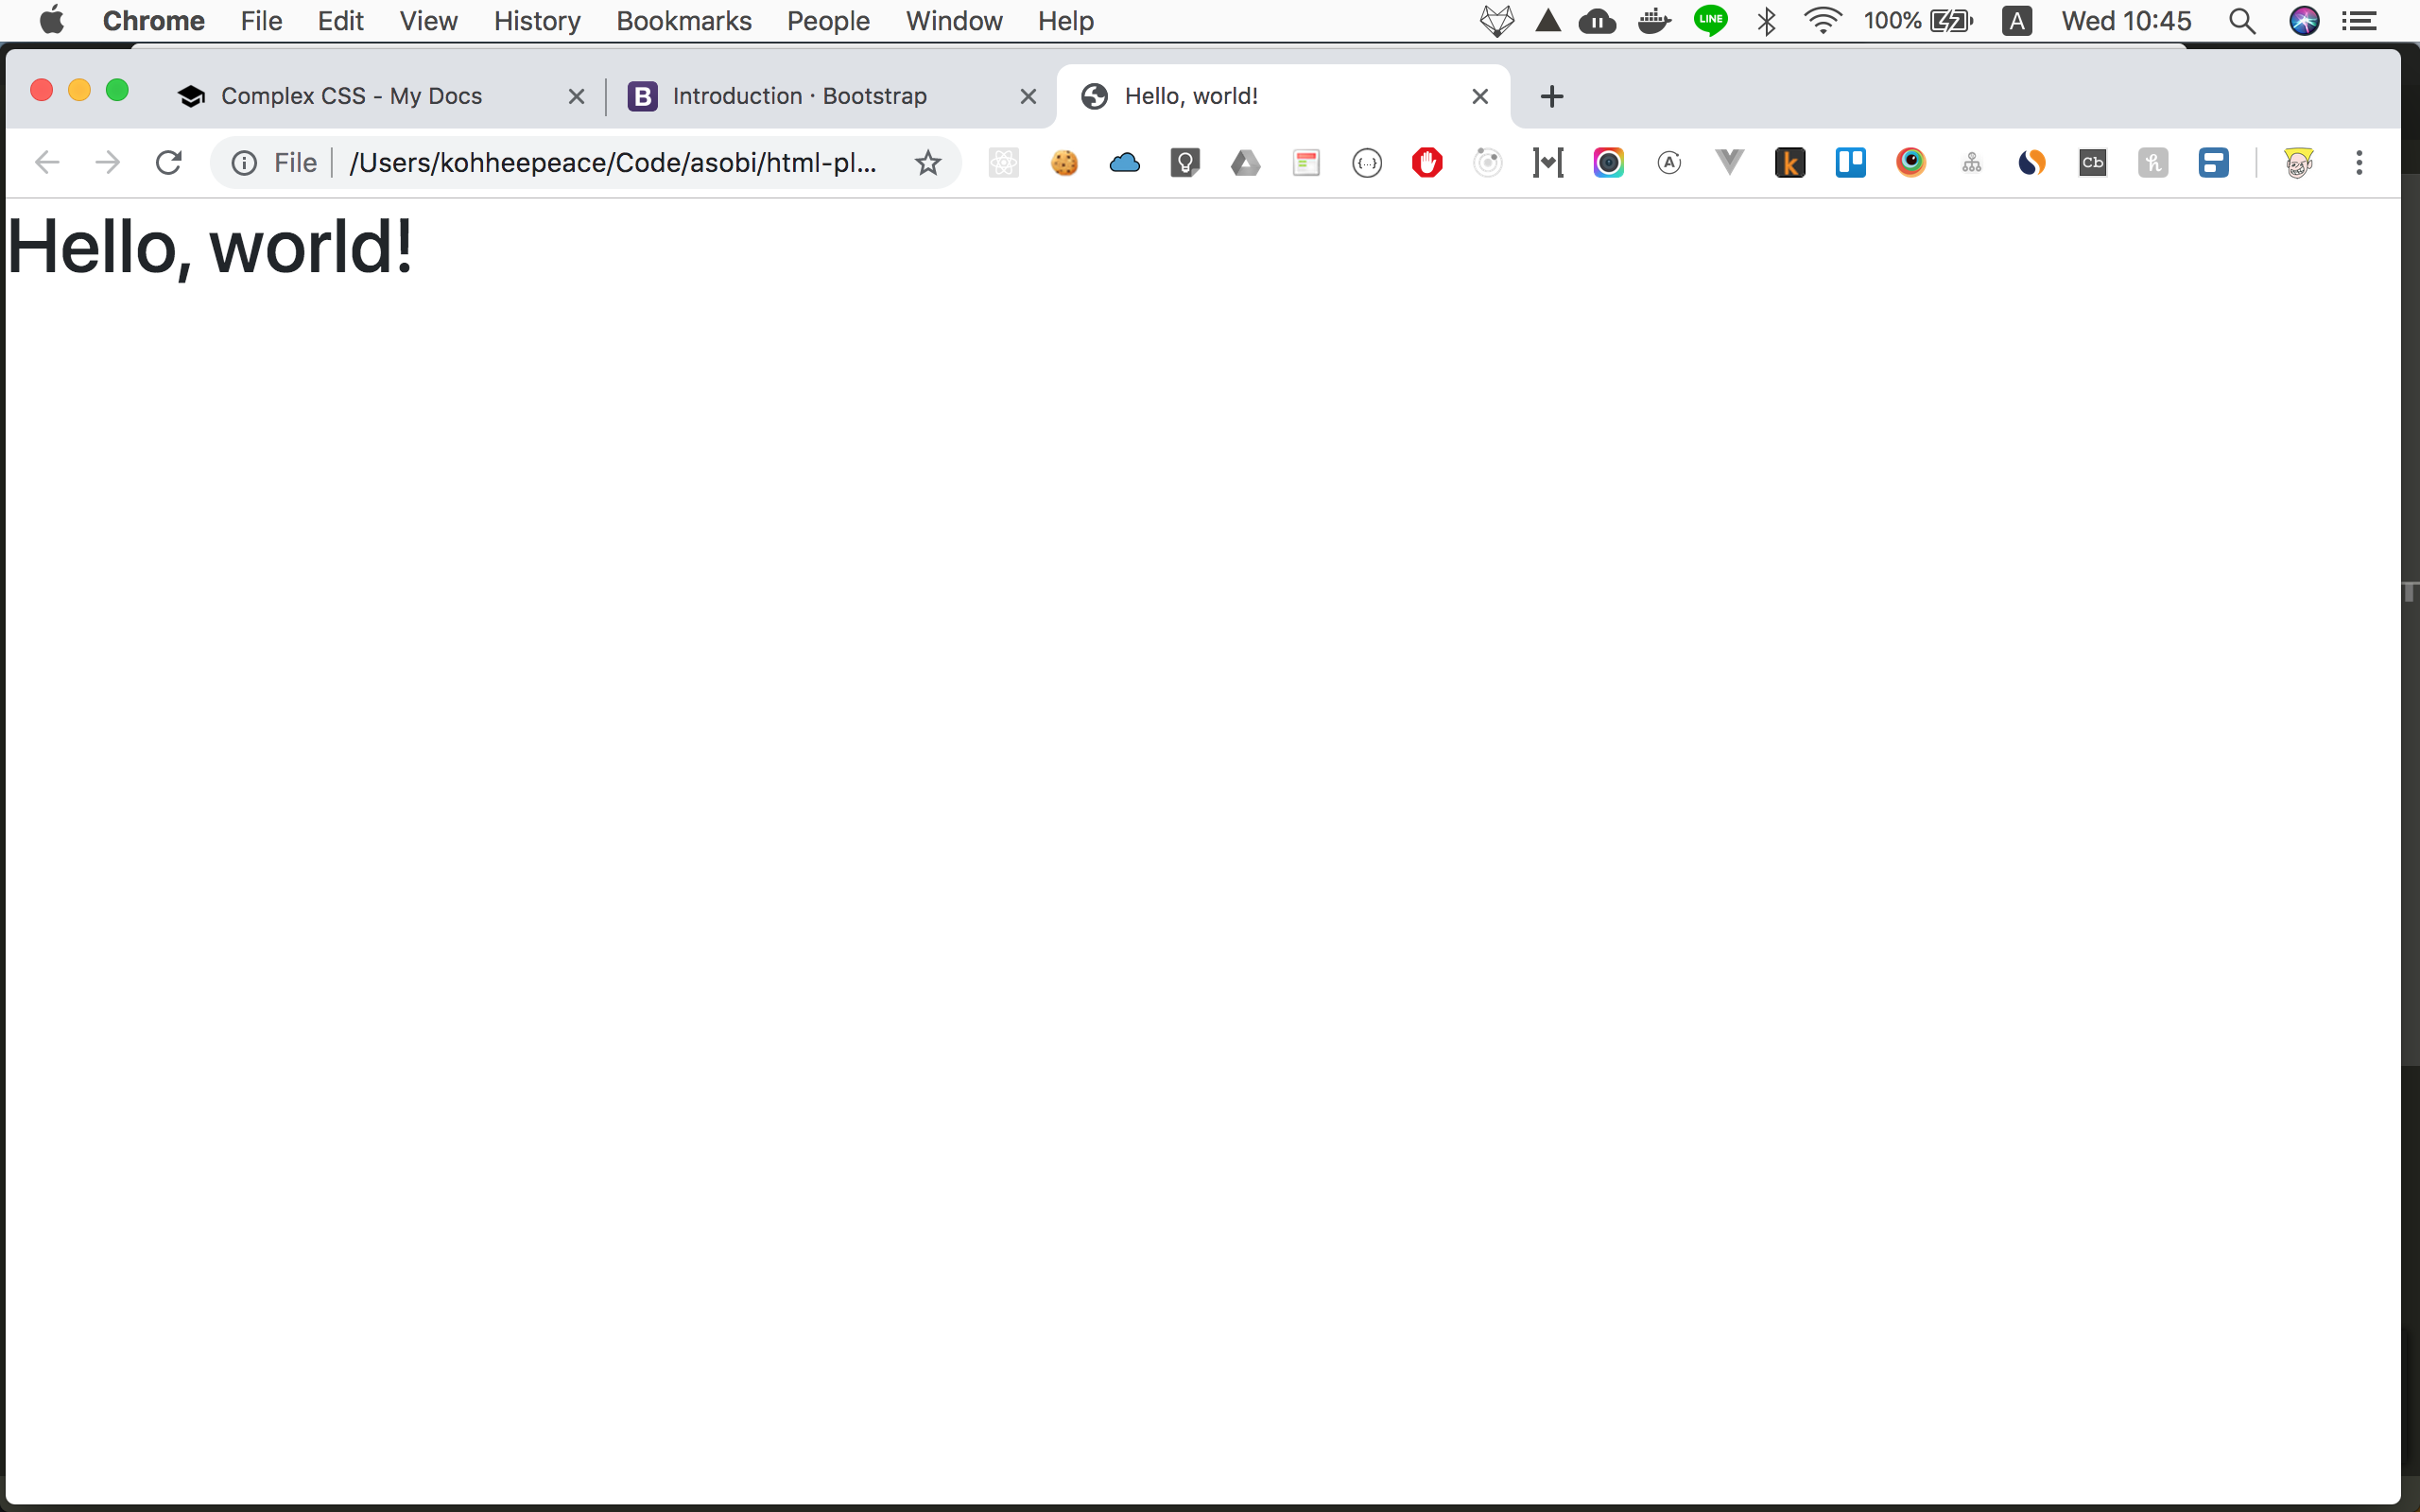 Chrome File Edit View History Bookmarks People Window Help LINE 100% A Wed 10:45
Complex CSS - My Docs B Introduction · Bootstrap Hello, world!
File /Users/kohheepeace/Code/asobi/html-pl... {...} A k Cb h
Hello, world!